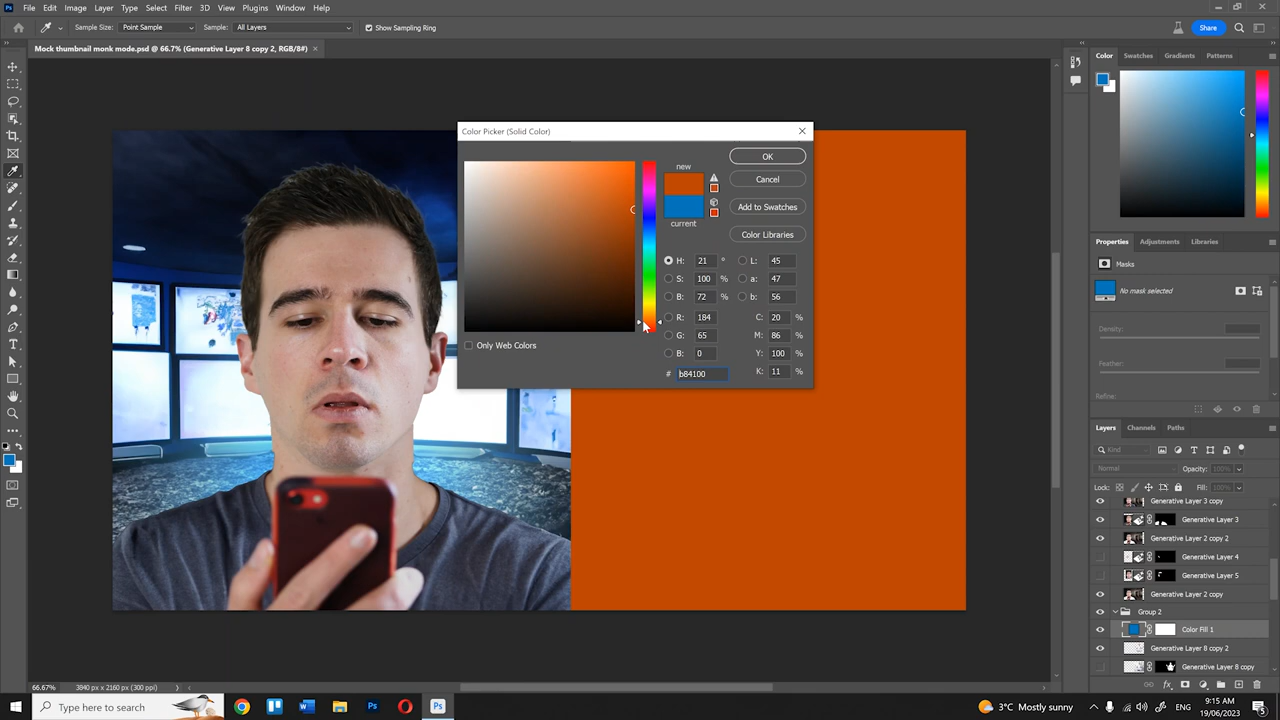 Ps File Edit Image Layer Type Select Filter 3D View Plugins Window Help
Sample Size: Point Sample Sample: All Layers Show Sampling Ring Share
Mock thumbnail monk mode.psd @ 66.7% (Generative Layer 8 copy 2, RGB/8#) ×
Color Swatches Gradients Patterns
Color Picker (Solid Color)
new
current
OK
Cancel
Add to Swatches
Color Libraries
H: 21 ° L: 45
S: 100 % a: 47
B: 72 % b: 56
R: 184 C: 20 %
G: 65 M: 86 %
B: 0 Y: 100 %
# b84100 K: 11 %
Only Web Colors
Properties Adjustments Libraries
Masks
No mask selected
Density:
Feather:
Refine:
Layers Channels Paths
Kind
Normal Opacity: 100%
Lock: Fill: 100%
Generative Layer 3 copy
Generative Layer 3
Generative Layer 2 copy 2
Generative Layer 4
Generative Layer 5
Generative Layer 2 copy
Group 2
Color Fill 1
Generative Layer 8 copy 2
Generative Layer 8 copy
fx
66.67% 3840 px x 2160 px (300 ppi)
Type here to search
W Ps Ps
3°C Mostly sunny ENG 9:15 AM 19/06/2023